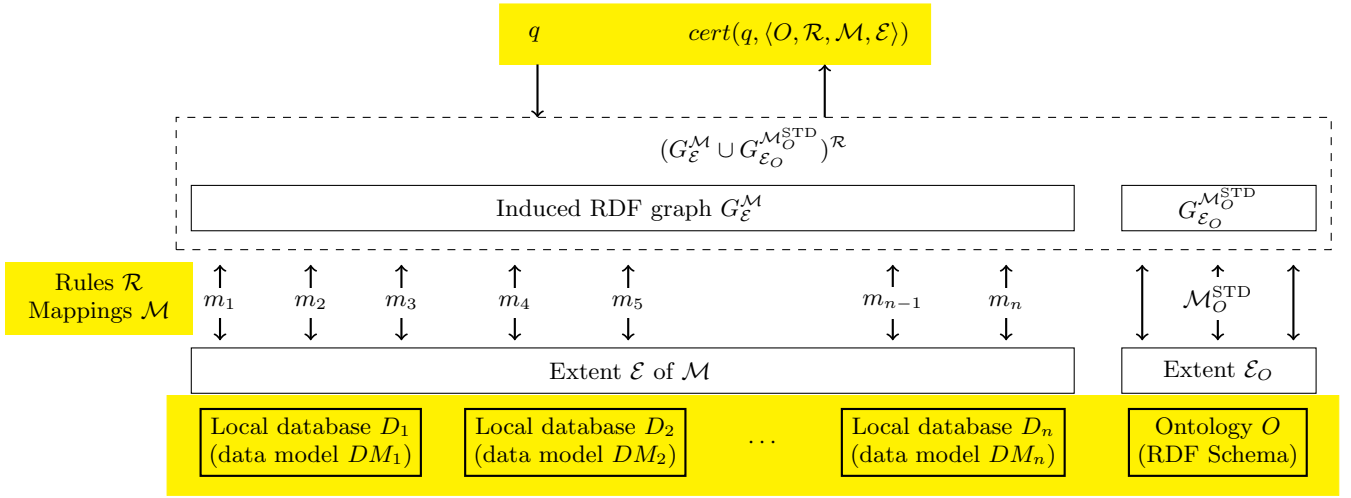 q cert(q, ⟨O, ℛ, ℳ, ℰ⟩)
(G_ℰ^ℳ ∪ G_{ℰ_O}^{ℳ_O^STD})^ℛ
Induced RDF graph G_ℰ^ℳ G_{ℰ_O}^{ℳ_O^STD}
Rules ℛ
Mappings ℳ
m_1 m_2 m_3 m_4 m_5 m_{n−1} m_n ℳ_O^STD
Extent ℰ of ℳ Extent ℰ_O
Local database D_1 Local database D_2 … Local database D_n Ontology O
(data model DM_1) (data model DM_2) (data model DM_n) (RDF Schema)